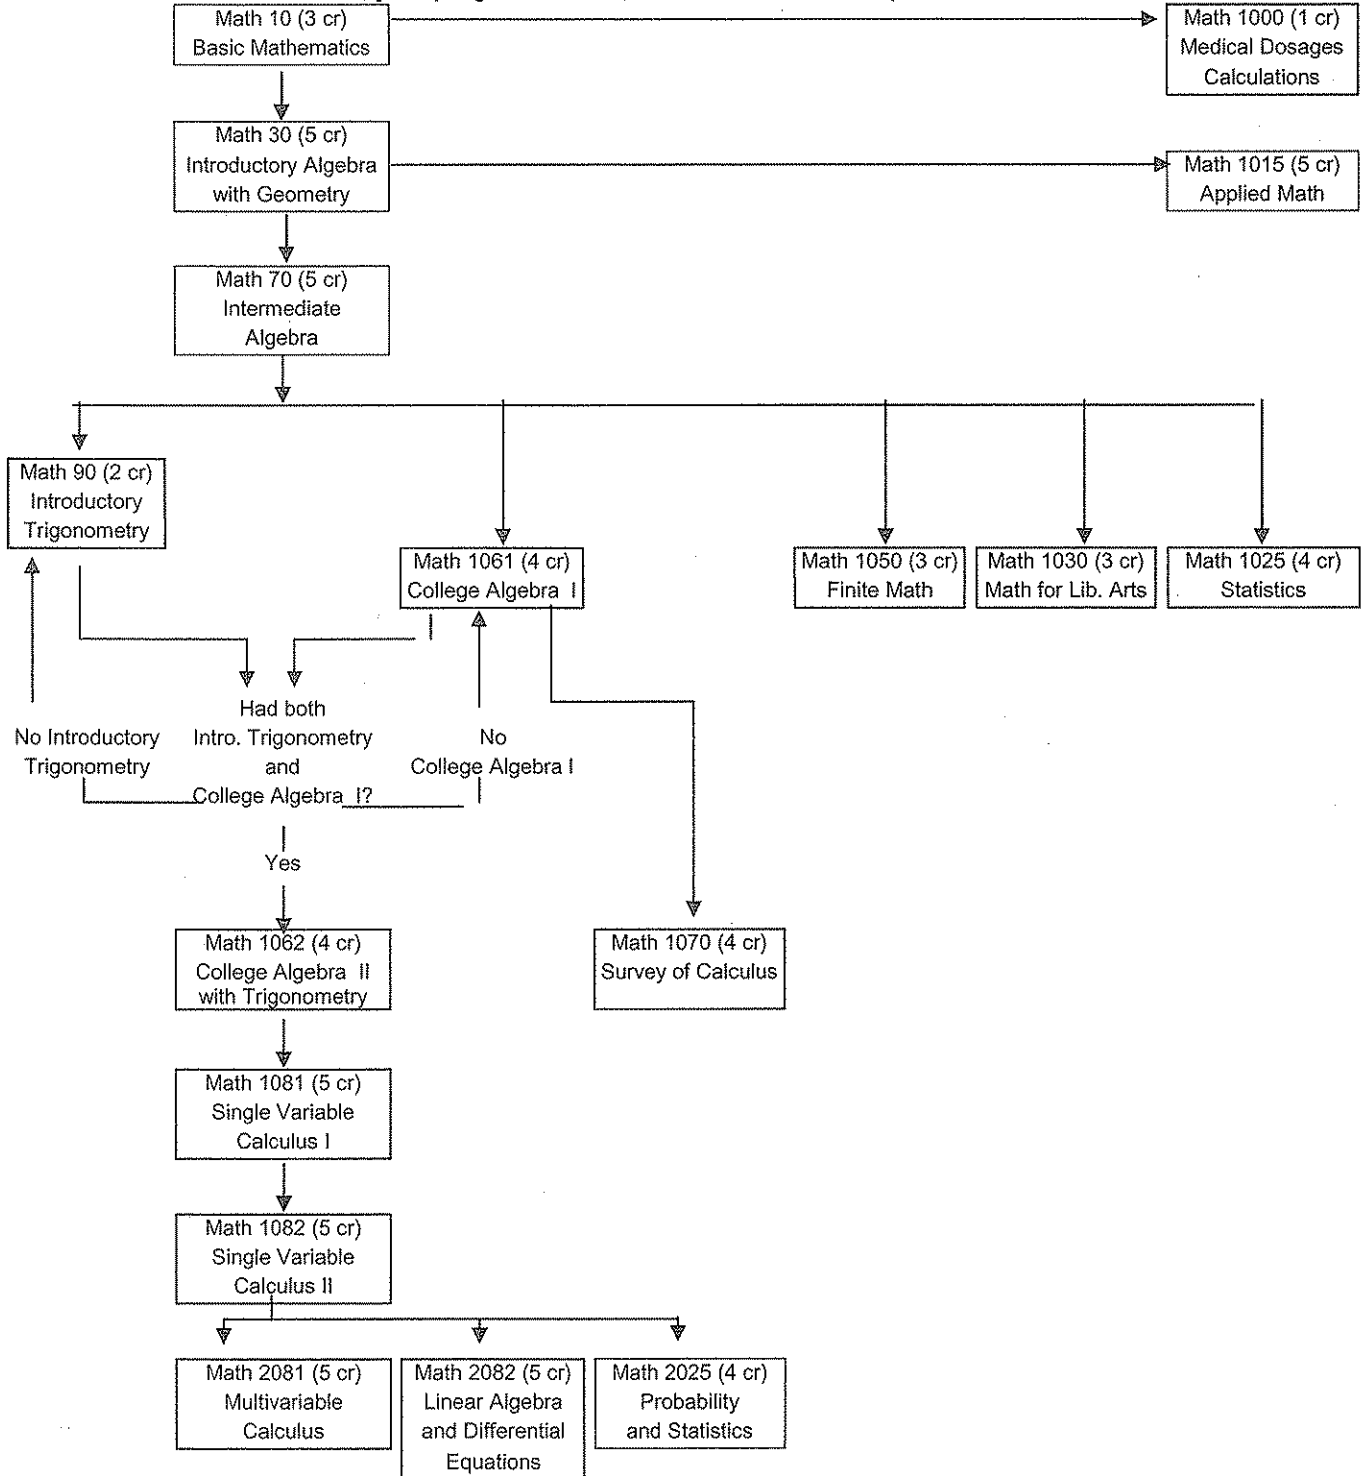 Math 10 (3 cr)
Basic Mathematics
Math 1000 (1 cr)
Medical Dosages
Calculations
Math 30 (5 cr)
Introductory Algebra
with Geometry
Math 1015 (5 cr)
Applied Math
Math 70 (5 cr)
Intermediate
Algebra
Math 90 (2 cr)
Introductory
Trigonometry
Math 1061 (4 cr)
College Algebra I
Math 1050 (3 cr)
Finite Math
Math 1030 (3 cr)
Math for Lib. Arts
Math 1025 (4 cr)
Statistics
No Introductory
Trigonometry
Had both
Intro. Trigonometry
and
College Algebra I?
No
College Algebra I
Yes
Math 1062 (4 cr)
College Algebra II
with Trigonometry
Math 1070 (4 cr)
Survey of Calculus
Math 1081 (5 cr)
Single Variable
Calculus I
Math 1082 (5 cr)
Single Variable
Calculus II
Math 2081 (5 cr)
Multivariable
Calculus
Math 2082 (5 cr)
Linear Algebra
and Differential
Equations
Math 2025 (4 cr)
Probability
and Statistics